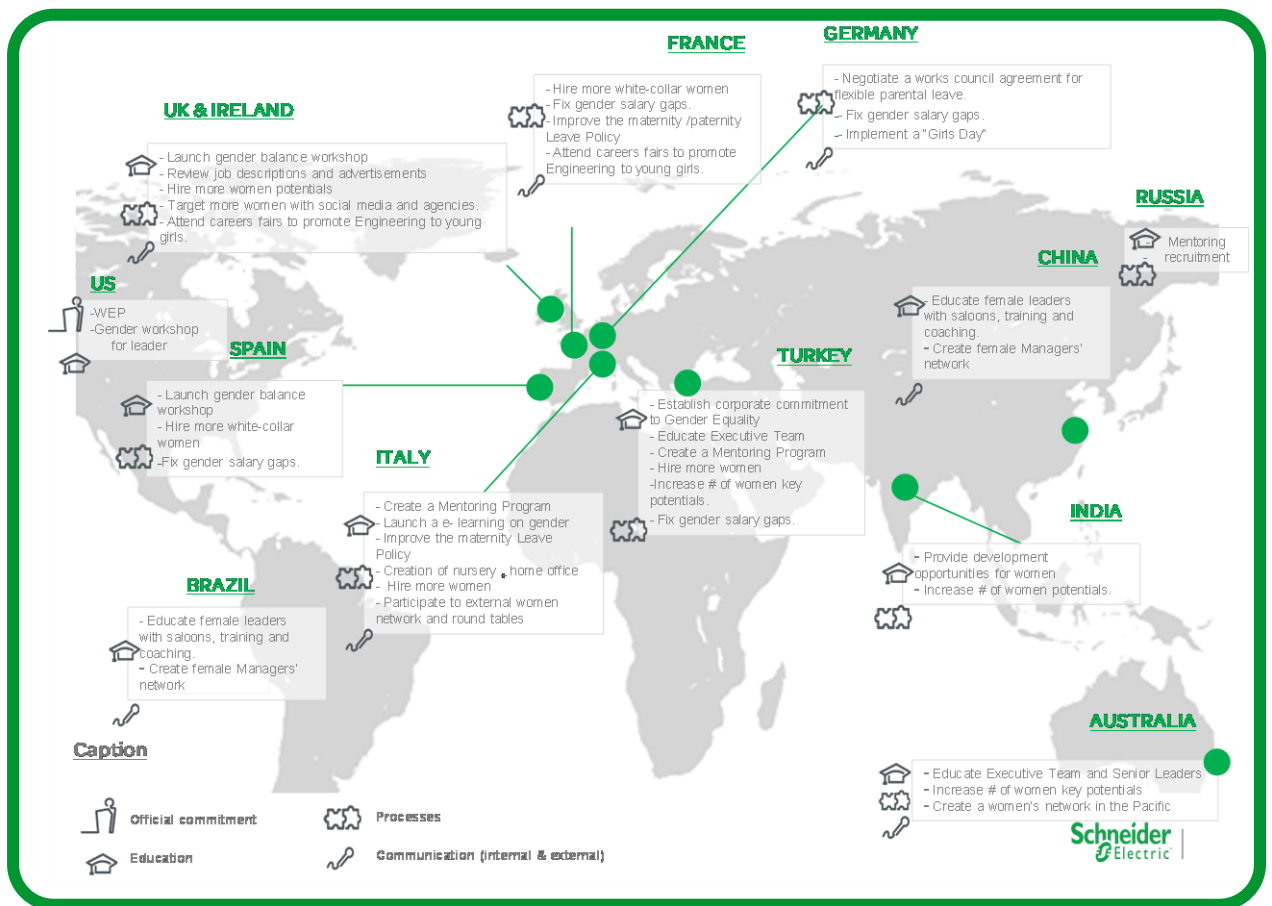 FRANCE
- Hire more white-collar women
- Fix gender salary gaps.
- Improve the maternity /paternity
Leave Policy
- Attend careers fairs to promote
Engineering to young girls.
GERMANY
- Negotiate a works council agreement for
flexible parental leave.
- Fix gender salary gaps.
- Implement a "Girls Day"
UK & IRELAND
- Launch gender balance workshop
- Review job descriptions and advertisements
- Hire more women potentials
- Target more women with social media and agencies.
- Attend careers fairs to promote Engineering to young
girls.
RUSSIA
- Mentoring
- recruitment
CHINA
- Educate female leaders
with saloons, training and
coaching.
- Create female Managers'
network
US
-WEP
-Gender workshop
for leader
SPAIN
- Launch gender balance
workshop
- Hire more white-collar
women
-Fix gender salary gaps.
TURKEY
- Establish corporate commitment
to Gender Equality
- Educate Executive Team
- Create a Mentoring Program
- Hire more women
-Increase # of women key
potentials.
- Fix gender salary gaps.
ITALY
- Create a Mentoring Program
- Launch a e- learning on gender
- Improve the maternity Leave
Policy
- Creation of nursery , home office
- Hire more women
- Participate to external women
network and round tables
INDIA
- Provide development
opportunities for women
- Increase # of women potentials.
BRAZIL
- Educate female leaders
with saloons, training and
coaching.
- Create female Managers'
network
AUSTRALIA
- Educate Executive Team and Senior Leaders
- Increase # of women key potentials
- Create a women's network in the Pacific
Caption
Official commitment
Processes
Education
Communication (internal & external)
Schneider
Electric